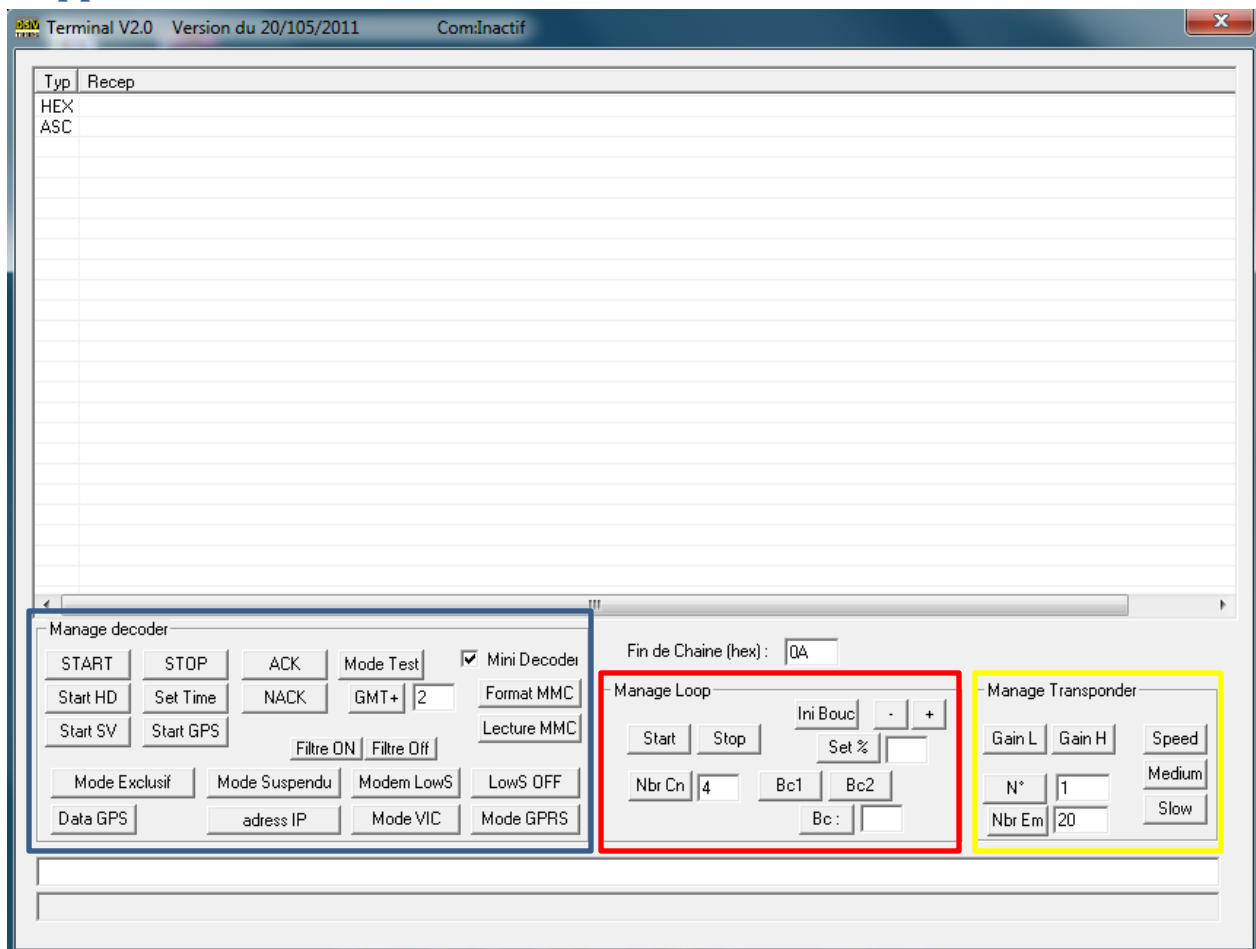 Terminal V2.0 Version du 20/105/2011 Com:Inactif
Typ Recep
HEX
ASC
Manage decoder
START STOP ACK Mode Test Mini Decoder
Start HD Set Time NACK GMT+ 2 Format MMC
Start SV Start GPS Filtre ON Filtre Off Lecture MMC
Mode Exclusif Mode Suspendu Modem LowS LowS OFF
Data GPS adress IP Mode VIC Mode GPRS
Fin de Chaine (hex) : 0A
Manage Loop
Ini Bouc - +
Start Stop Set %
Nbr Cn 4 Bc1 Bc2
Bc :
Manage Transponder
Gain L Gain H Speed
N° 1 Medium
Nbr Em 20 Slow